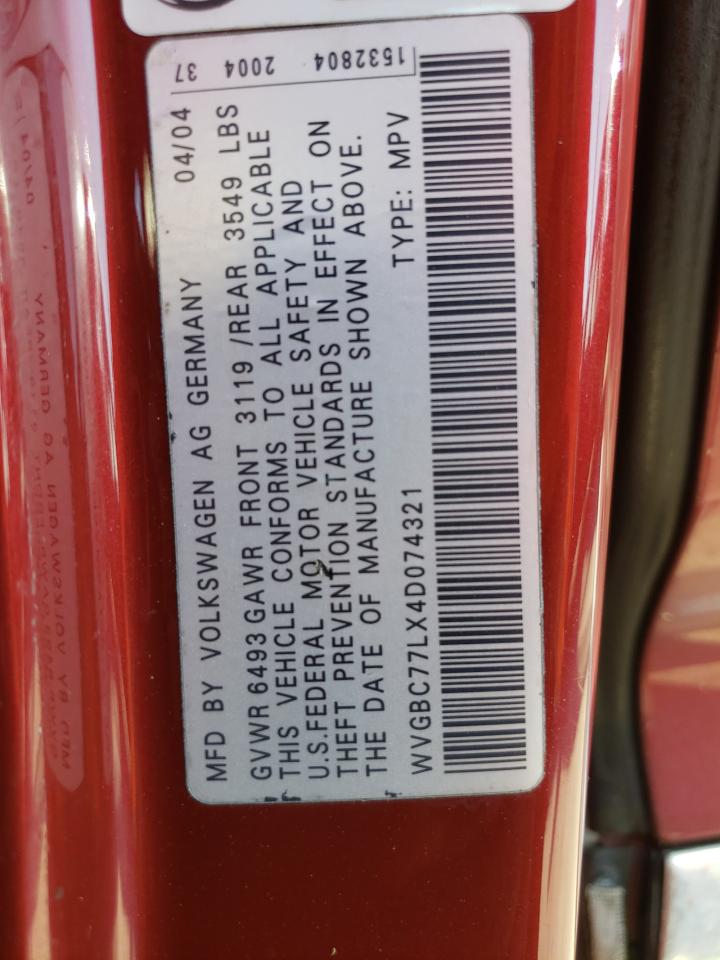 MFD BY VOLKSWAGEN AG GERMANY 04/04
GVWR 6493 GAWR FRONT 3119 /REAR 3549 LBS
THIS VEHICLE CONFORMS TO ALL APPLICABLE
U.S.FEDERAL MOTOR VEHICLE SAFETY AND
THEFT PREVENTION STANDARDS IN EFFECT ON
THE DATE OF MANUFACTURE SHOWN ABOVE.
WVGBC77LX4D074321 TYPE: MPV
37 2004 1532804